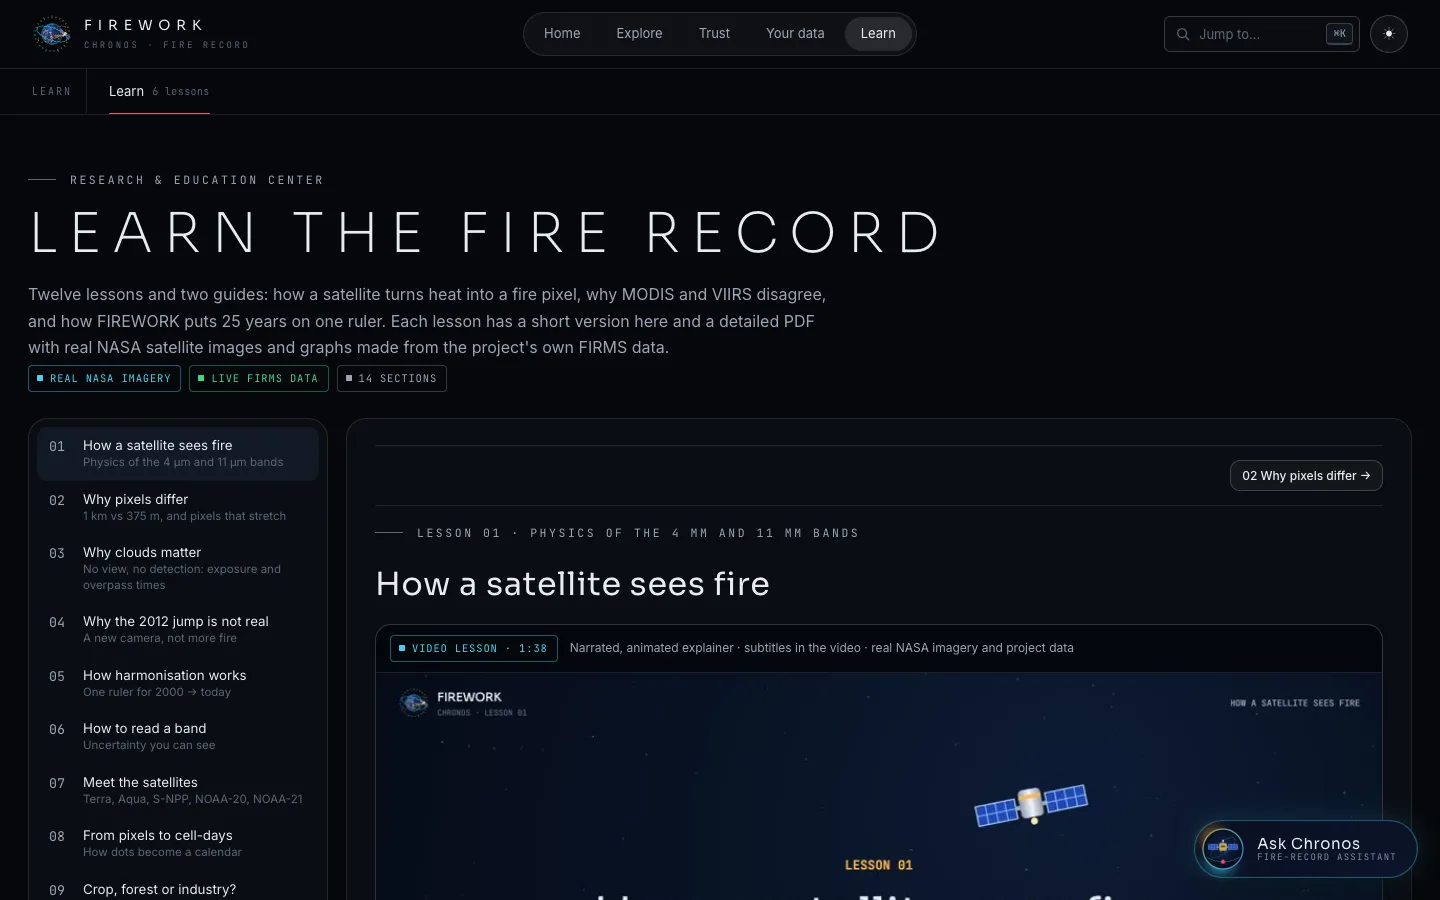 FIREWORK
CHRONOS · FIRE RECORD
Home
Explore
Trust
Your data
Learn
Jump to...
⌘K
LEARN
Learn 6 lessons
RESEARCH & EDUCATION CENTER
LEARN THE FIRE RECORD
Twelve lessons and two guides: how a satellite turns heat into a fire pixel, why MODIS and VIIRS disagree,
and how FIREWORK puts 25 years on one ruler. Each lesson has a short version here and a detailed PDF
with real NASA satellite images and graphs made from the project's own FIRMS data.
REAL NASA IMAGERY
LIVE FIRMS DATA
14 SECTIONS
01 How a satellite sees fire
Physics of the 4 µm and 11 µm bands
02 Why pixels differ
1 km vs 375 m, and pixels that stretch
03 Why clouds matter
No view, no detection: exposure and
overpass times
04 Why the 2012 jump is not real
A new camera, not more fire
05 How harmonisation works
One ruler for 2000 → today
06 How to read a band
Uncertainty you can see
07 Meet the satellites
Terra, Aqua, S-NPP, NOAA-20, NOAA-21
08 From pixels to cell-days
How dots become a calendar
09 Crop, forest or industry?
02 Why pixels differ →
LESSON 01 · PHYSICS OF THE 4 MM AND 11 MM BANDS
How a satellite sees fire
VIDEO LESSON · 1:38
Narrated, animated explainer · subtitles in the video · real NASA imagery and project data
FIREWORK
CHRONOS · LESSON 01
HOW A SATELLITE SEES FIRE
LESSON 01
Ask Chronos
FIRE-RECORD ASSISTANT